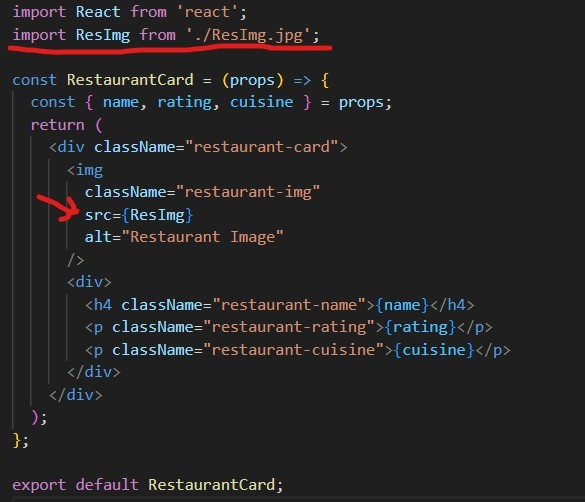 import React from 'react';
import ResImg from './ResImg.jpg';

const RestaurantCard = (props) => {
  const { name, rating, cuisine } = props;
  return (
    <div className="restaurant-card">
      <img
        className="restaurant-img"
        src={ResImg}
        alt="Restaurant Image"
      />
      <div>
        <h4 className="restaurant-name">{name}</h4>
        <p className="restaurant-rating">{rating}</p>
        <p className="restaurant-cuisine">{cuisine}</p>
      </div>
    </div>
  );
};

export default RestaurantCard;